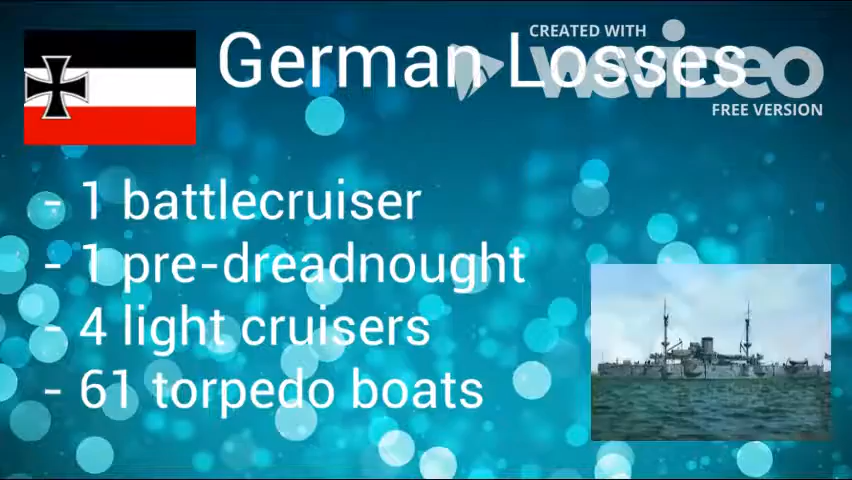 CREATED WITH
German Losses
wevideo
FREE VERSION
- 1 battlecruiser
- 1 pre-dreadnought
- 4 light cruisers
- 61 torpedo boats